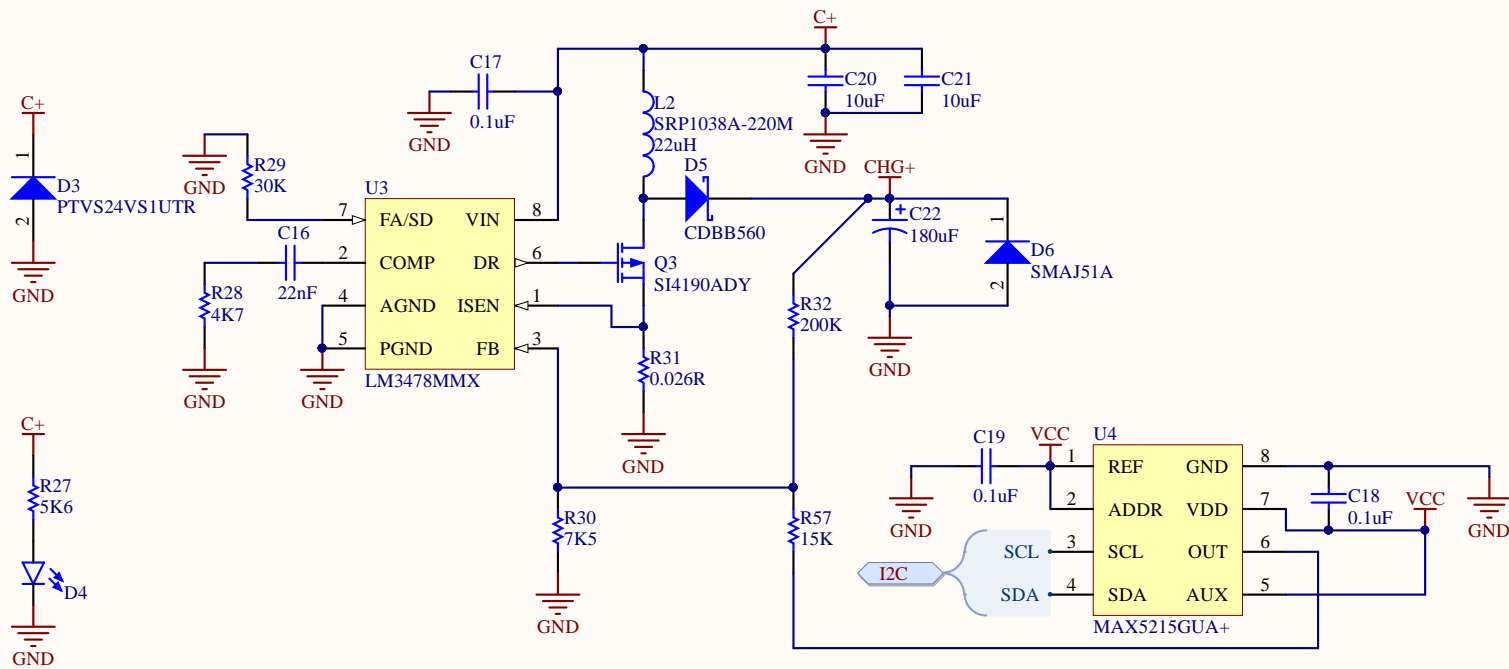 C+
C17
0.1uF
GND
C20
10uF
C21
10uF
GND
L2
SRP1038A-220M
22uH
C+
1
D3
PTVS24VS1UTR
2
GND
GND
R29
30K
U3
7
FA/SD
VIN
8
C16
22nF
2
COMP
DR
6
R28
4K7
GND
4
AGND
ISEN
1
5
PGND
FB
3
LM3478MMX
GND
D5
CDBB560
CHG+
C22
180uF
+
1
D6
SMAJ51A
2
GND
Q3
SI4190ADY
R31
0.026R
GND
R32
200K
C+
R27
5K6
D4
GND
R30
7K5
GND
R57
15K
C19
0.1uF
GND
VCC
U4
1
REF
GND
8
2
ADDR
VDD
7
3
SCL
OUT
6
4
SDA
AUX
5
MAX5215GUA+
I2C
SCL
SDA
C18
0.1uF
VCC
GND